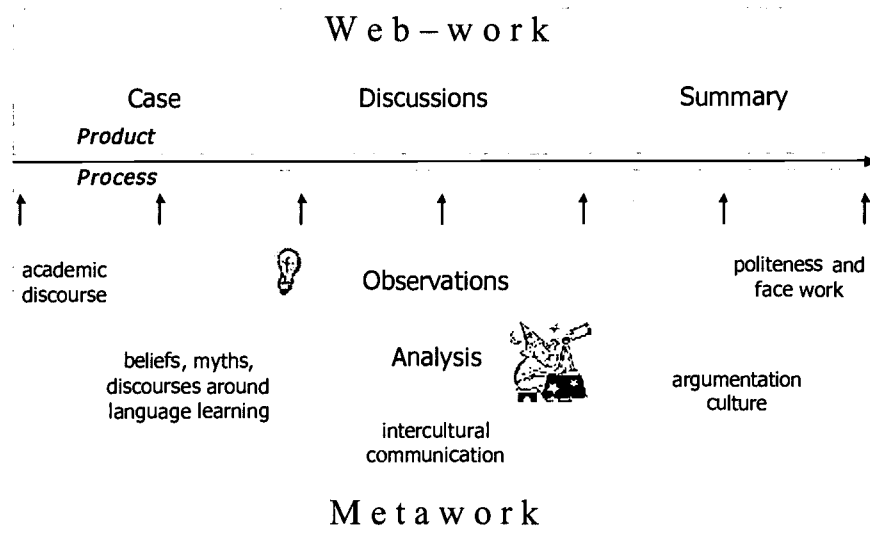 Web–work
Case
Discussions
Summary
Product
Process
academic
discourse
Observations
politeness and
face work
beliefs, myths,
discourses around
language learning
Analysis
argumentation
culture
intercultural
communication
Metawork